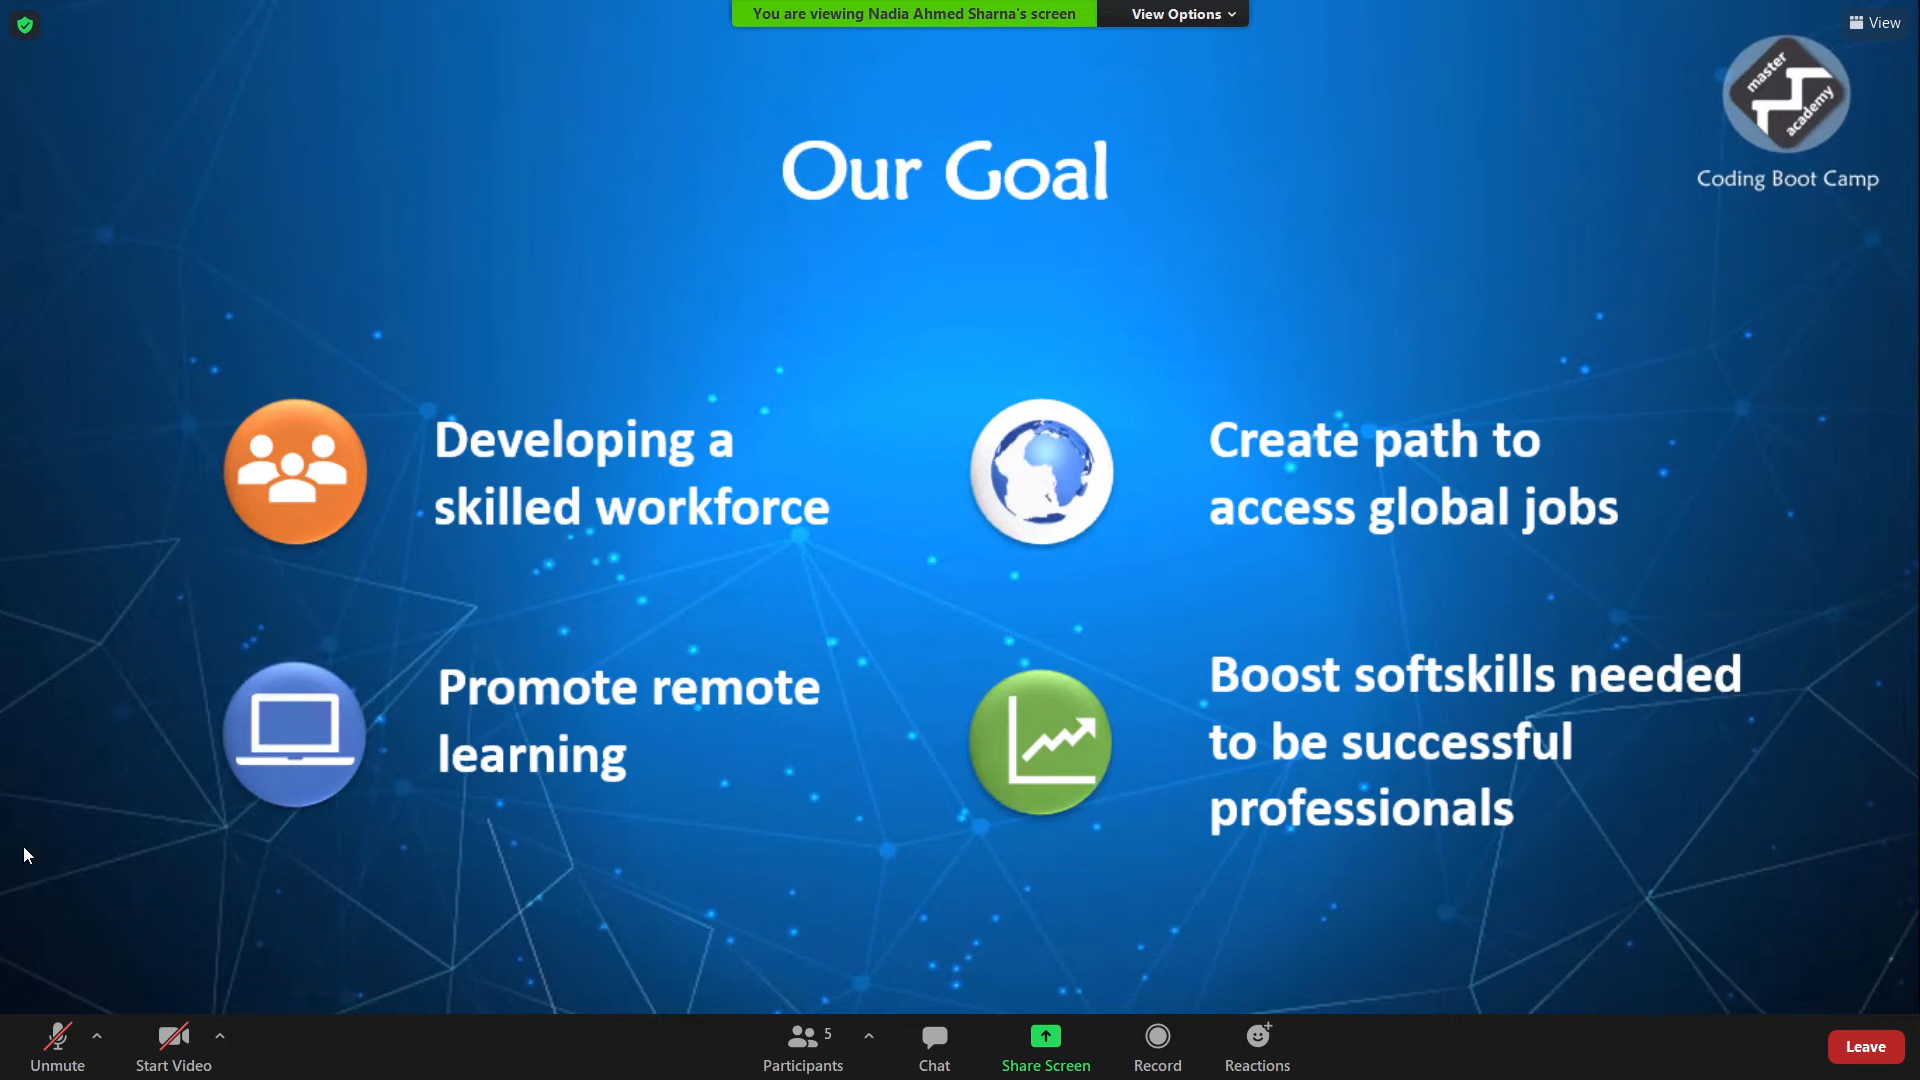 You are viewing Nadia Ahmed Sharna's screen
View Options
View
master
academy
Coding Boot Camp
Our Goal
Developing a
skilled workforce
Create path to
access global jobs
Promote remote
learning
Boost softskills needed
to be successful
professionals
Unmute
Start Video
5
Participants
Chat
Share Screen
Record
Reactions
Leave